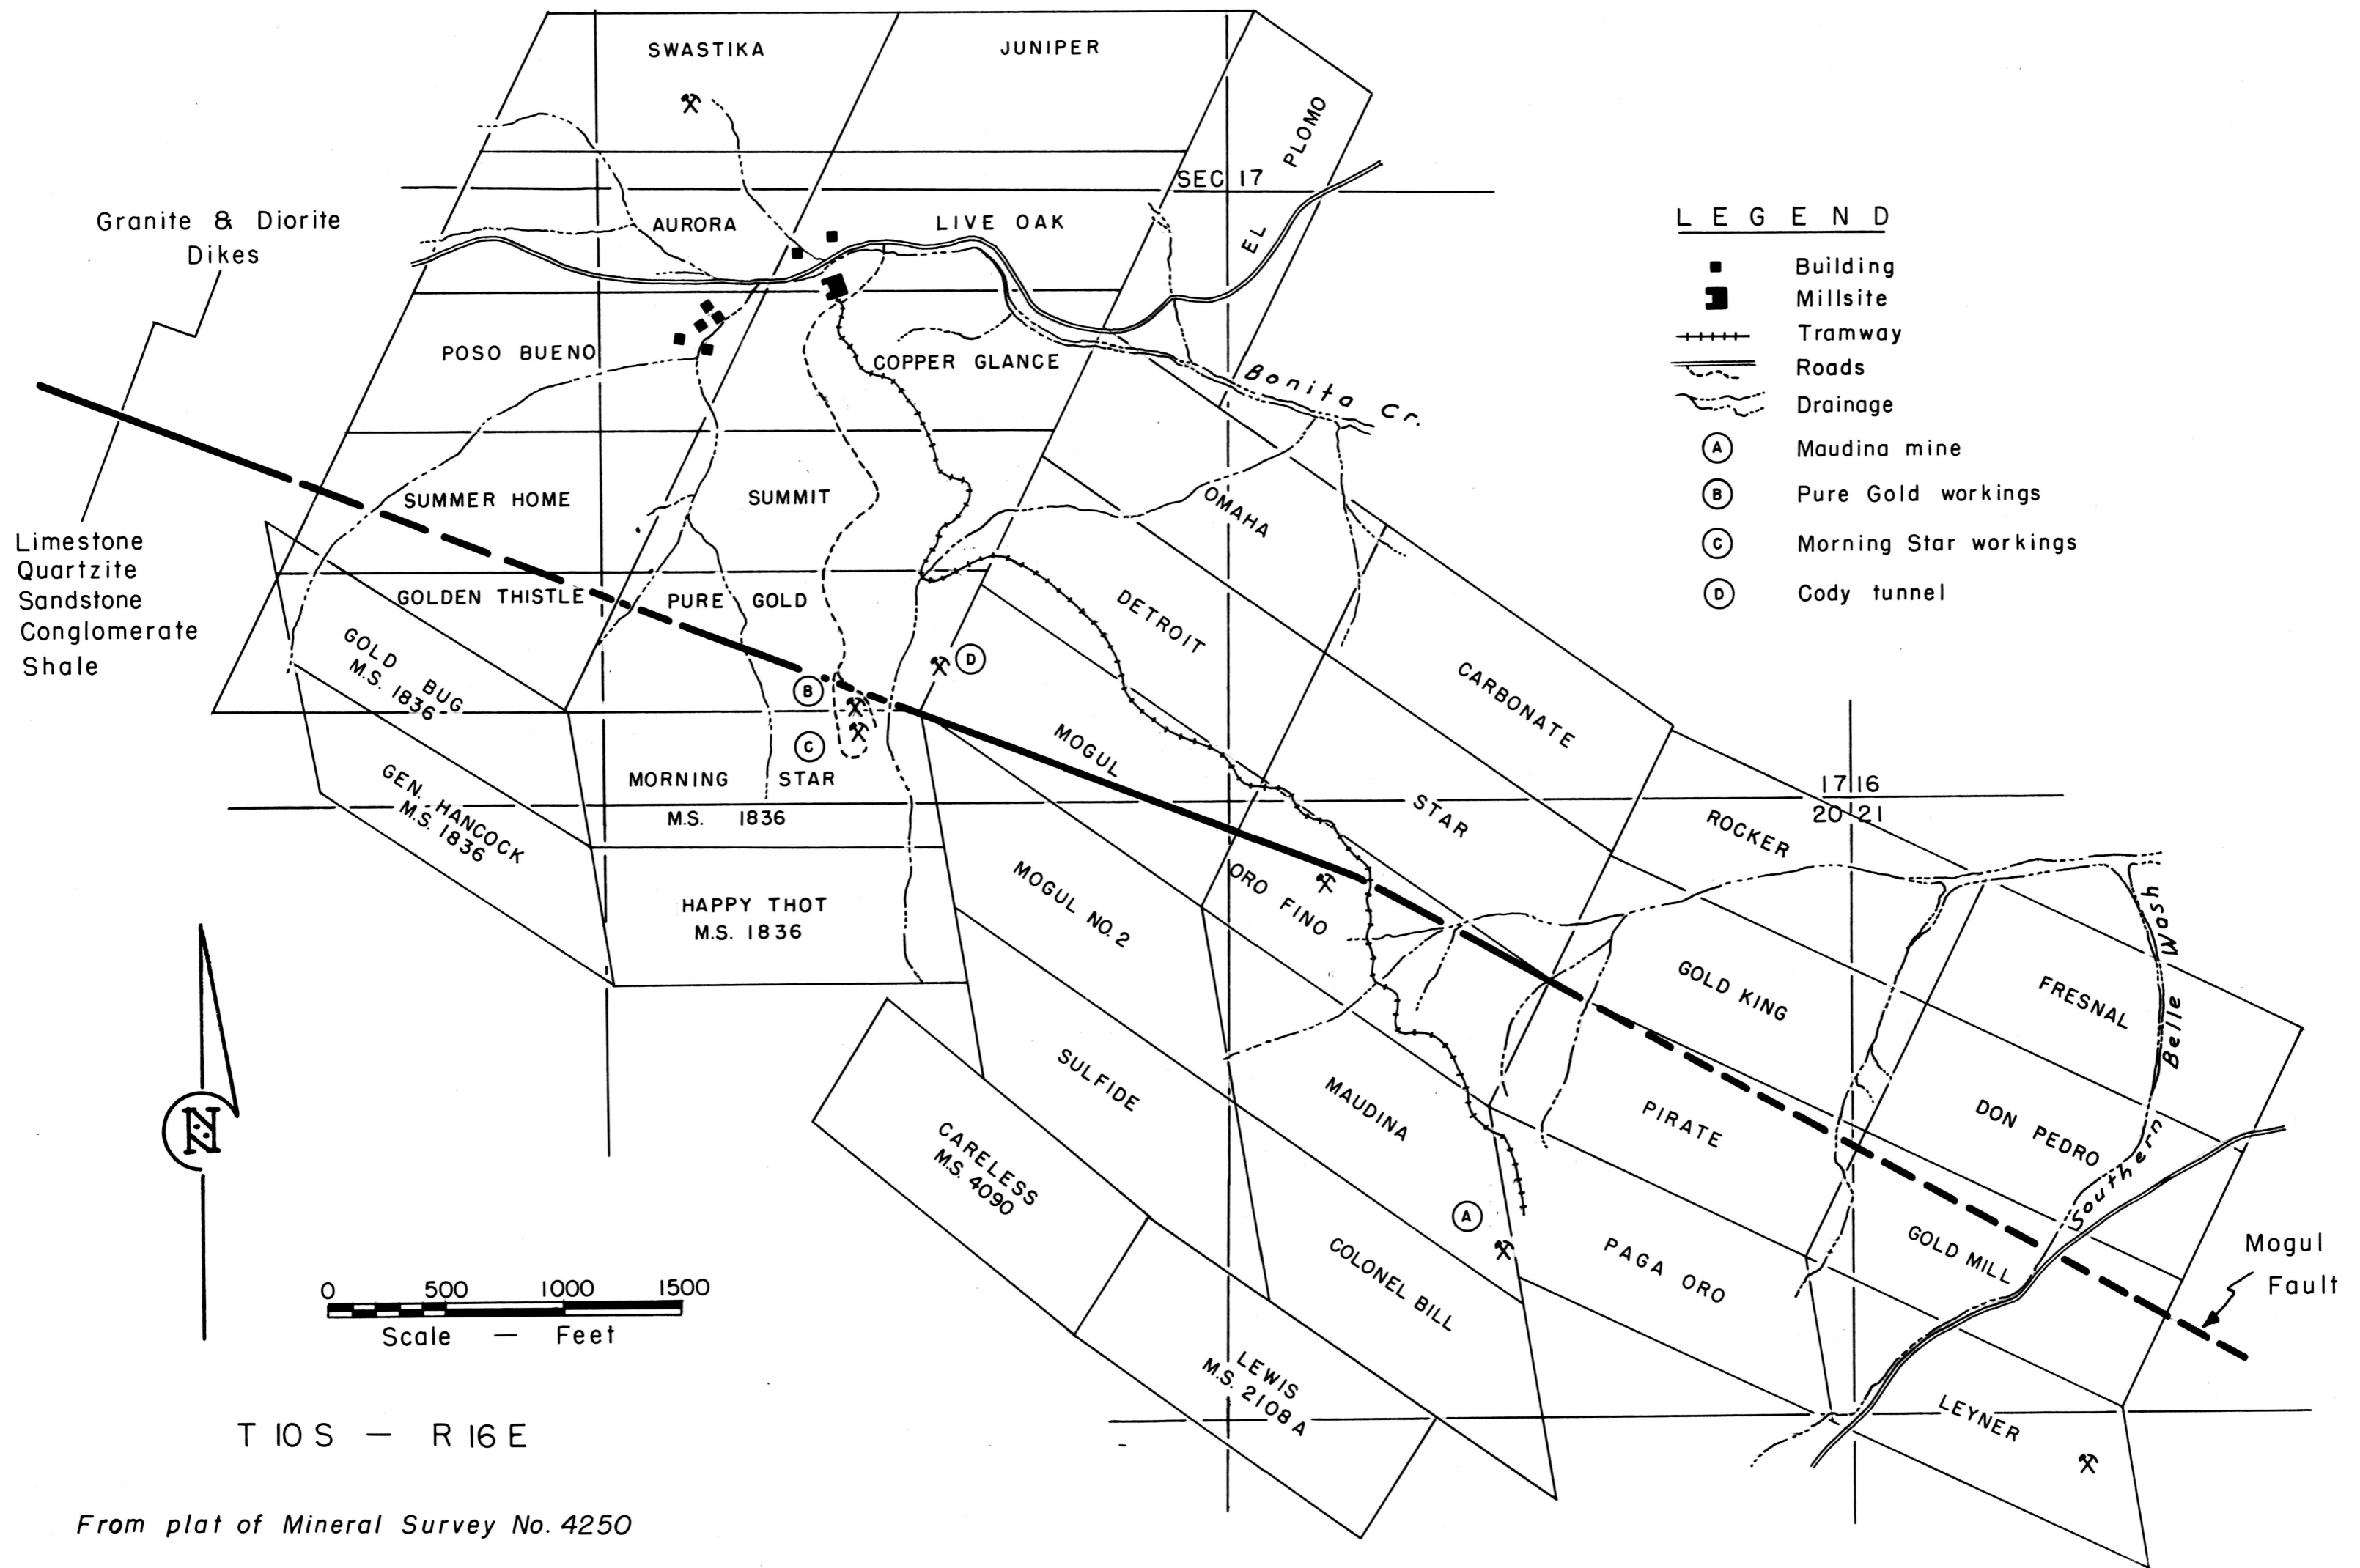 SWASTIKA
JUNIPER
EL PLOMO
SEC 17
Granite & Diorite
Dikes
AURORA
LIVE OAK
POSO BUENO
COPPER GLANCE
Bonita Cr.
SUMMER HOME
SUMMIT
OMAHA
Limestone
Quartzite
Sandstone
Conglomerate
Shale
GOLDEN THISTLE
PURE GOLD
DETROIT
GOLD BUG
M.S. 1836
B
D
CARBONATE
MOGUL
C
GEN. HANCOCK
M.S. 1836
MORNING STAR
M.S. 1836
STAR
ROCKER
17 16
20 21
HAPPY THOT
M.S. 1836
MOGUL NO. 2
ORO FINO
GOLD KING
FRESNAL
SULFIDE
MAUDINA
PIRATE
DON PEDRO
Southern Belle Wash
CARELESS
M.S. 4090
A
COLONEL BILL
PAGA ORO
GOLD MILL
Mogul
Fault
LEWIS
M.S. 2108 A
LEYNER
LEGEND
Building
Millsite
Tramway
Roads
Drainage
A Maudina mine
B Pure Gold workings
C Morning Star workings
D Cody tunnel
N
0 500 1000 1500
Scale — Feet
T 10 S — R 16 E
From plat of Mineral Survey No. 4250